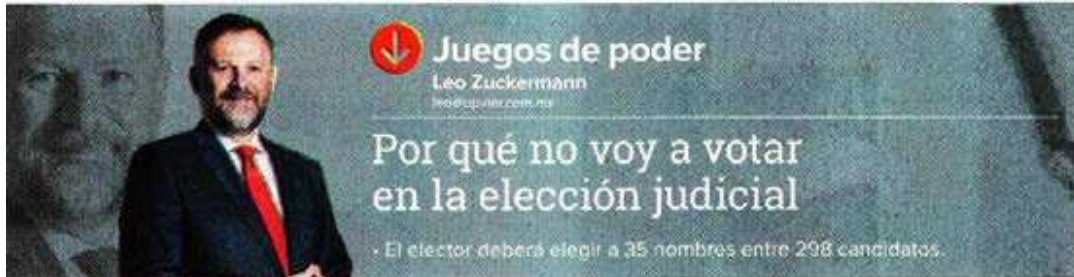 Juegos de poder
Leo Zuckermann
Por qué no voy a votar
en la elección judicial
• El elector deberá elegir a 35 nombres entre 298 candidatos.